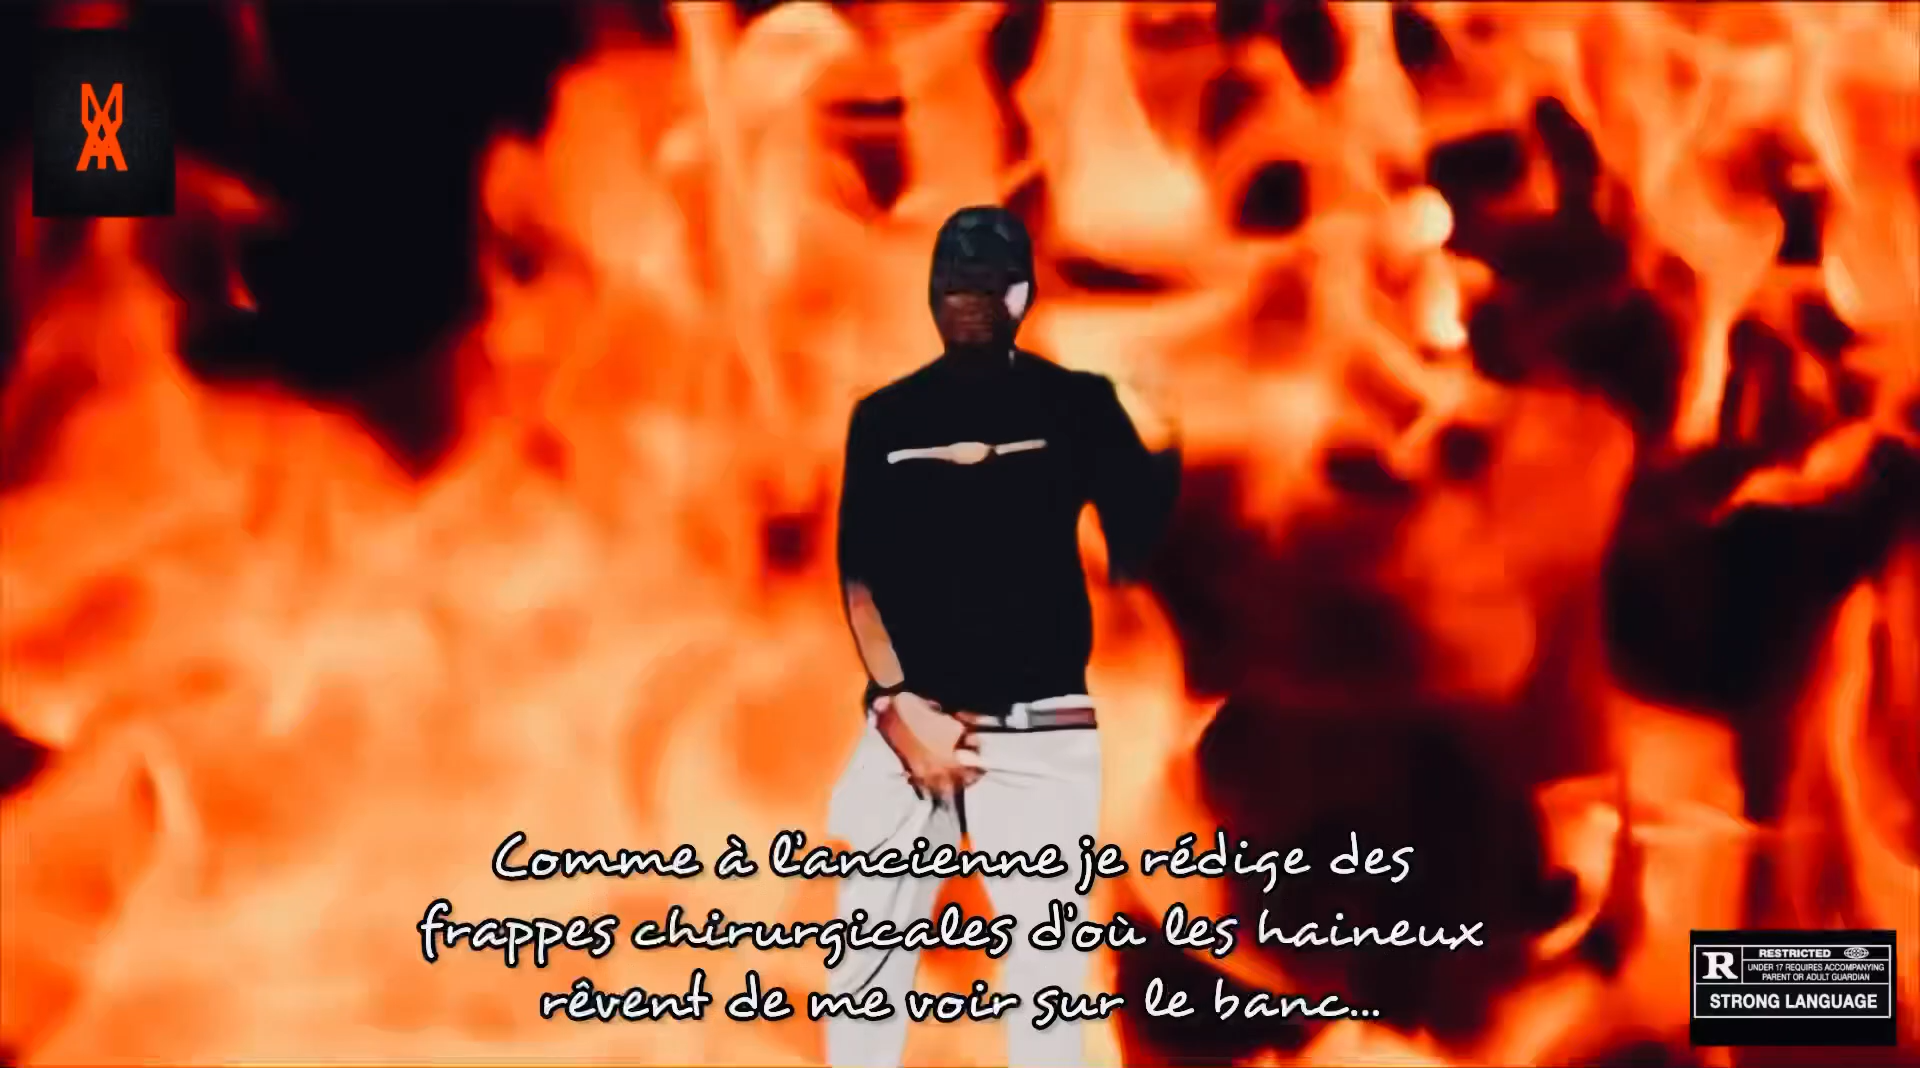 Comme à l'ancienne je rédige des
frappes chirurgicales d'où les haineux
rêvent de me voir sur le banc...
R
RESTRICTED
UNDER 17 REQUIRES ACCOMPANYING
PARENT OR ADULT GUARDIAN
STRONG LANGUAGE